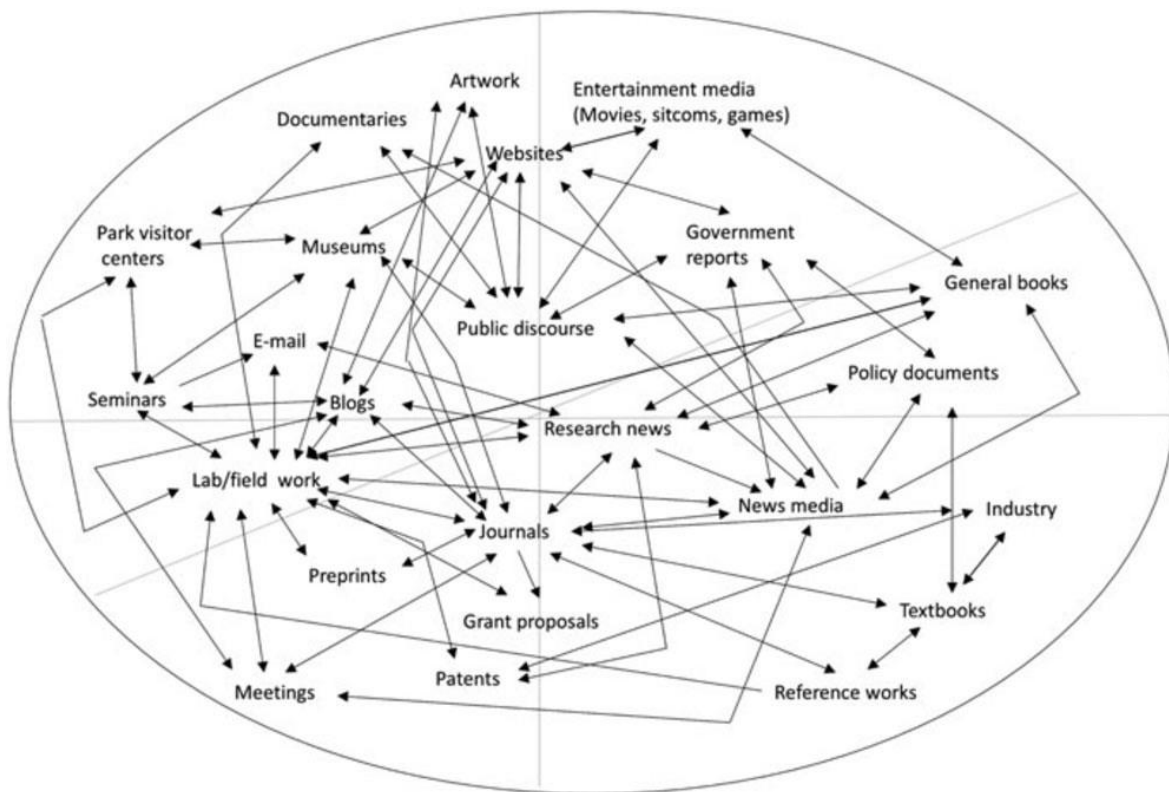 Artwork
Entertainment media
(Movies, sitcoms, games)
Documentaries
Websites
Park visitor
centers
Museums
Government
reports
General books
Public discourse
E-mail
Policy documents
Seminars
Blogs
Research news
Lab/field work
News media
Industry
Journals
Preprints
Grant proposals
Textbooks
Patents
Meetings
Reference works